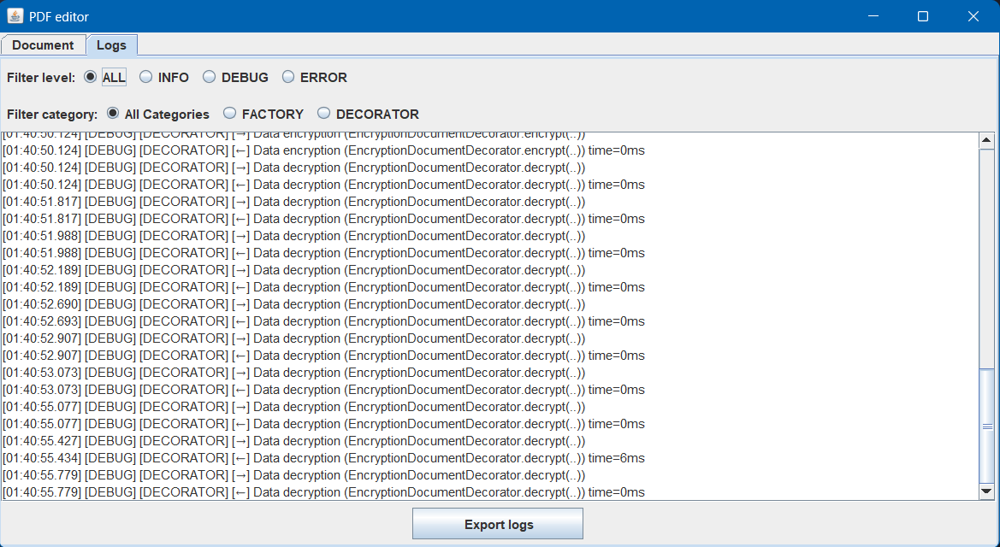 PDF editor
Document Logs
Filter level: ALL INFO DEBUG ERROR
Filter category: All Categories FACTORY DECORATOR
[01:40:50.124] [DEBUG] [DECORATOR] [→] Data encryption (EncryptionDocumentDecorator.encrypt(..))
[01:40:50.124] [DEBUG] [DECORATOR] [←] Data encryption (EncryptionDocumentDecorator.encrypt(..)) time=0ms
[01:40:50.124] [DEBUG] [DECORATOR] [→] Data decryption (EncryptionDocumentDecorator.decrypt(..))
[01:40:50.124] [DEBUG] [DECORATOR] [←] Data decryption (EncryptionDocumentDecorator.decrypt(..)) time=0ms
[01:40:51.817] [DEBUG] [DECORATOR] [→] Data decryption (EncryptionDocumentDecorator.decrypt(..))
[01:40:51.817] [DEBUG] [DECORATOR] [←] Data decryption (EncryptionDocumentDecorator.decrypt(..)) time=0ms
[01:40:51.988] [DEBUG] [DECORATOR] [→] Data decryption (EncryptionDocumentDecorator.decrypt(..))
[01:40:51.988] [DEBUG] [DECORATOR] [←] Data decryption (EncryptionDocumentDecorator.decrypt(..)) time=0ms
[01:40:52.189] [DEBUG] [DECORATOR] [→] Data decryption (EncryptionDocumentDecorator.decrypt(..))
[01:40:52.189] [DEBUG] [DECORATOR] [←] Data decryption (EncryptionDocumentDecorator.decrypt(..)) time=0ms
[01:40:52.690] [DEBUG] [DECORATOR] [→] Data decryption (EncryptionDocumentDecorator.decrypt(..))
[01:40:52.693] [DEBUG] [DECORATOR] [←] Data decryption (EncryptionDocumentDecorator.decrypt(..)) time=0ms
[01:40:52.907] [DEBUG] [DECORATOR] [→] Data decryption (EncryptionDocumentDecorator.decrypt(..))
[01:40:52.907] [DEBUG] [DECORATOR] [←] Data decryption (EncryptionDocumentDecorator.decrypt(..)) time=0ms
[01:40:53.073] [DEBUG] [DECORATOR] [→] Data decryption (EncryptionDocumentDecorator.decrypt(..))
[01:40:53.073] [DEBUG] [DECORATOR] [←] Data decryption (EncryptionDocumentDecorator.decrypt(..)) time=0ms
[01:40:55.077] [DEBUG] [DECORATOR] [→] Data decryption (EncryptionDocumentDecorator.decrypt(..))
[01:40:55.077] [DEBUG] [DECORATOR] [←] Data decryption (EncryptionDocumentDecorator.decrypt(..)) time=0ms
[01:40:55.427] [DEBUG] [DECORATOR] [→] Data decryption (EncryptionDocumentDecorator.decrypt(..))
[01:40:55.434] [DEBUG] [DECORATOR] [←] Data decryption (EncryptionDocumentDecorator.decrypt(..)) time=6ms
[01:40:55.779] [DEBUG] [DECORATOR] [→] Data decryption (EncryptionDocumentDecorator.decrypt(..))
[01:40:55.779] [DEBUG] [DECORATOR] [←] Data decryption (EncryptionDocumentDecorator.decrypt(..)) time=0ms
Export logs